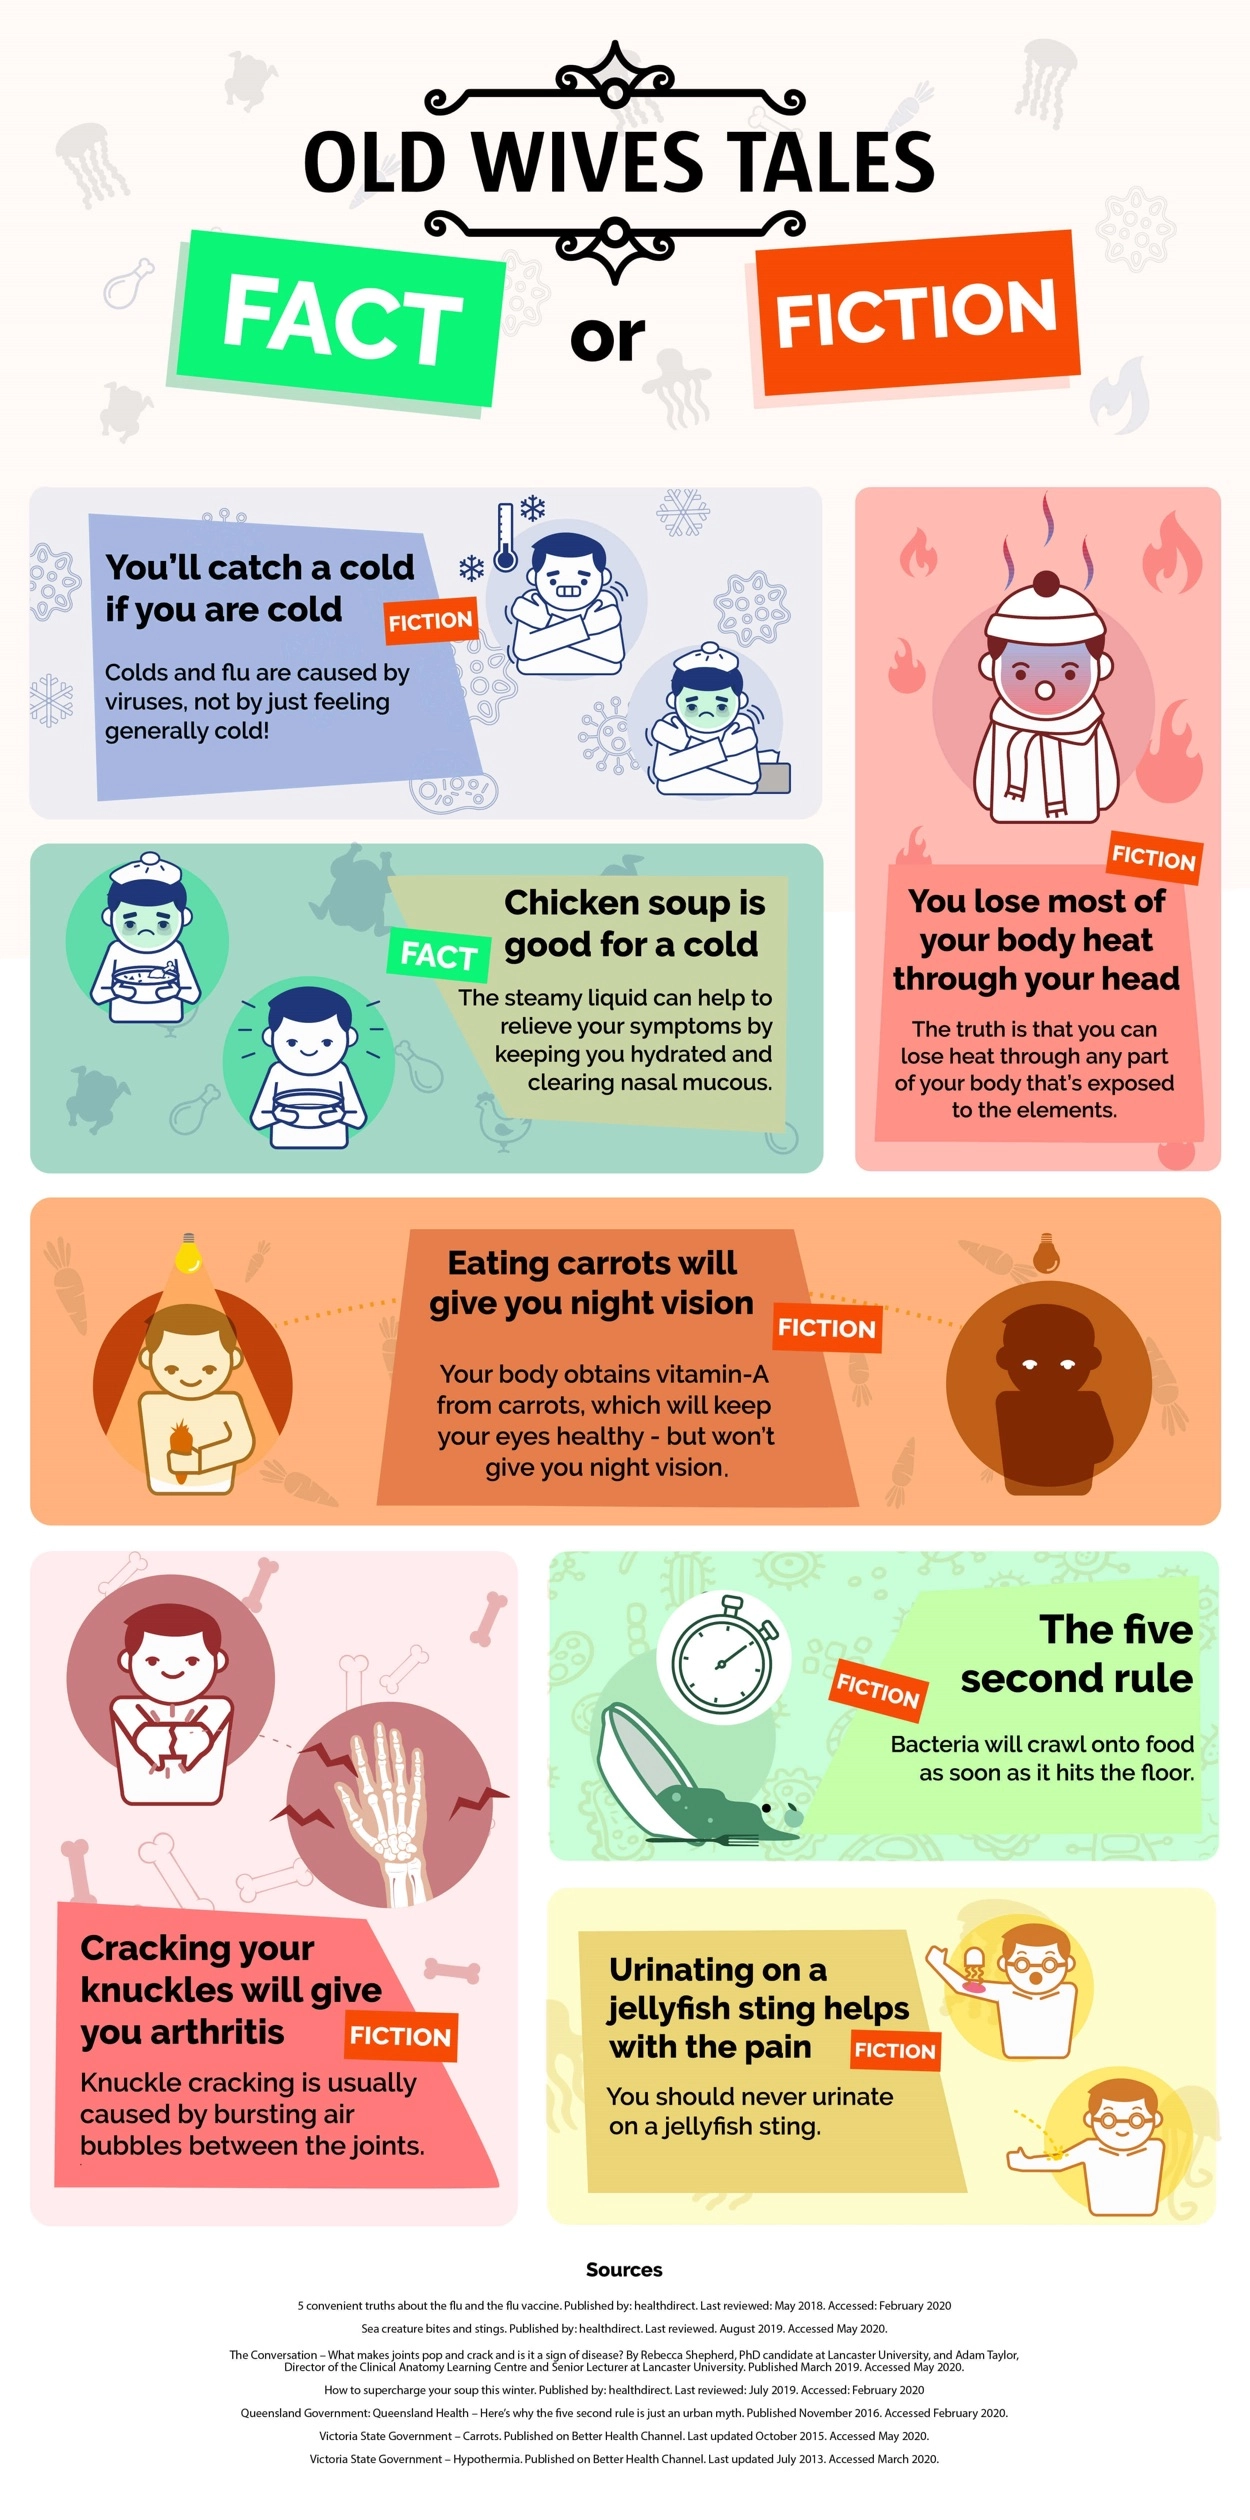 OLD WIVES TALES
FACT
or
FICTION
You'll catch a cold
if you are cold
FICTION
Colds and flu are caused by
viruses, not by just feeling
generally cold!
Chicken soup is
good for a cold
FACT
The steamy liquid can help to
relieve your symptoms by
keeping you hydrated and
clearing nasal mucous.
FICTION
You lose most of
your body heat
through your head
The truth is that you can
lose heat through any part
of your body that's exposed
to the elements.
Eating carrots will
give you night vision
FICTION
Your body obtains vitamin-A
from carrots, which will keep
your eyes healthy - but won't
give you night vision.
Cracking your
knuckles will give
you arthritis
FICTION
Knuckle cracking is usually
caused by bursting air
bubbles between the joints.
The five
second rule
FICTION
Bacteria will crawl onto food
as soon as it hits the floor.
Urinating on a
jellyfish sting helps
with the pain
FICTION
You should never urinate
on a jellyfish sting.
Sources
5 convenient truths about the flu and the flu vaccine. Published by: healthdirect. Last reviewed: May 2018. Accessed: February 2020
Sea creature bites and stings. Published by: healthdirect. Last reviewed. August 2019. Accessed May 2020.
The Conversation – What makes joints pop and crack and is it a sign of disease? By Rebecca Shepherd, PhD candidate at Lancaster University, and Adam Taylor,
Director of the Clinical Anatomy Learning Centre and Senior Lecturer at Lancaster University. Published March 2019. Accessed May 2020.
How to supercharge your soup this winter. Published by: healthdirect. Last reviewed: July 2019. Accessed: February 2020
Queensland Government: Queensland Health – Here's why the five second rule is just an urban myth. Published November 2016. Accessed February 2020.
Victoria State Government – Carrots. Published on Better Health Channel. Last updated October 2015. Accessed May 2020.
Victoria State Government – Hypothermia. Published on Better Health Channel. Last updated July 2013. Accessed March 2020.